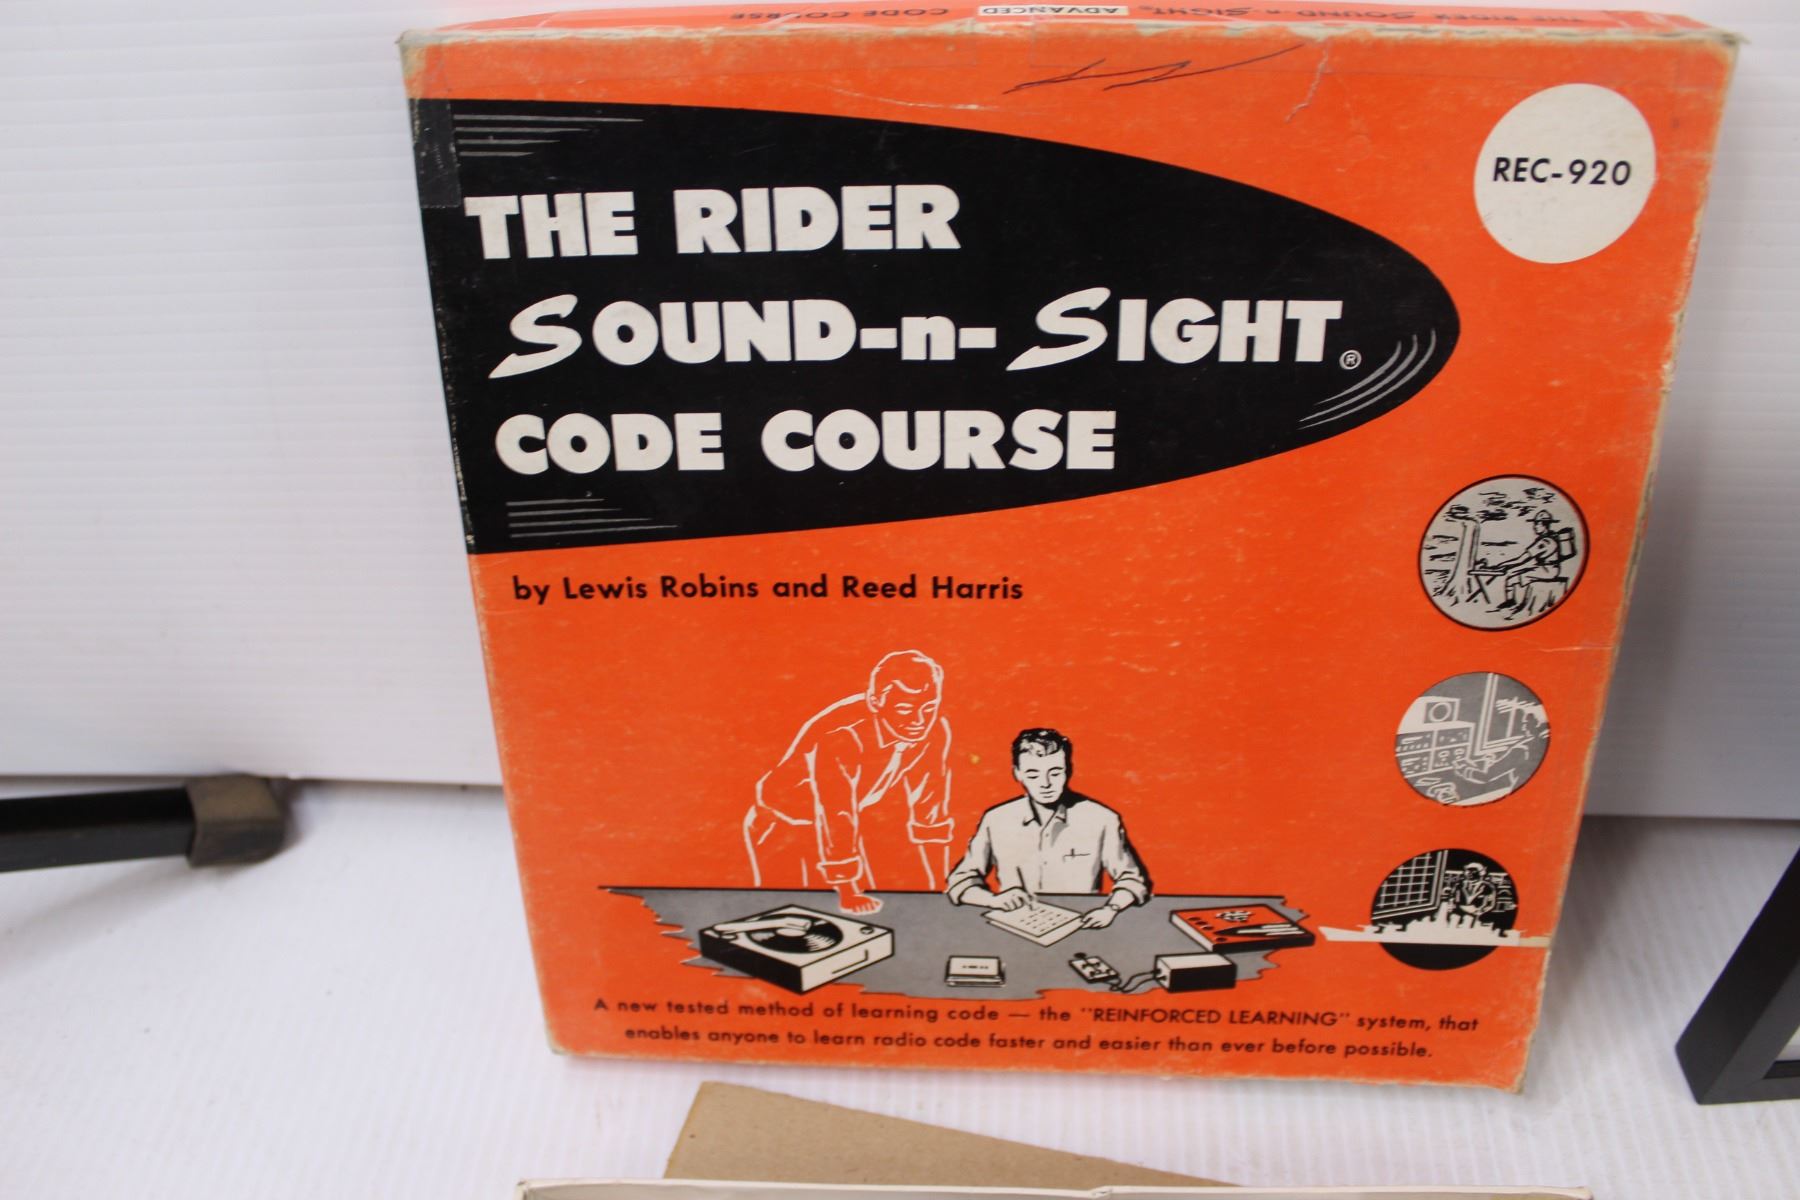 THE RIDER SOUND-n-SIGHT® ADVANCED CODE COURSE
REC-920
THE RIDER
SOUND-n-SIGHT®
CODE COURSE
by Lewis Robins and Reed Harris
A new tested method of learning code — the "REINFORCED LEARNING" system, that
enables anyone to learn radio code faster and easier than ever before possible.